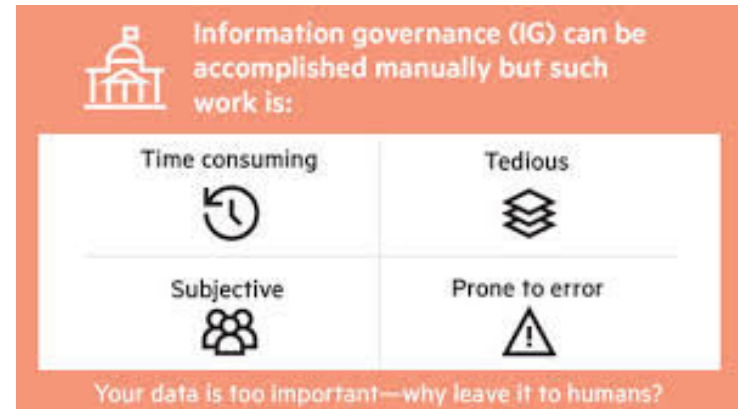 Information governance (IG) can be
accomplished manually but such
work is:
Time consuming
Tedious
Subjective
Prone to error
Your data is too important—why leave it to humans?